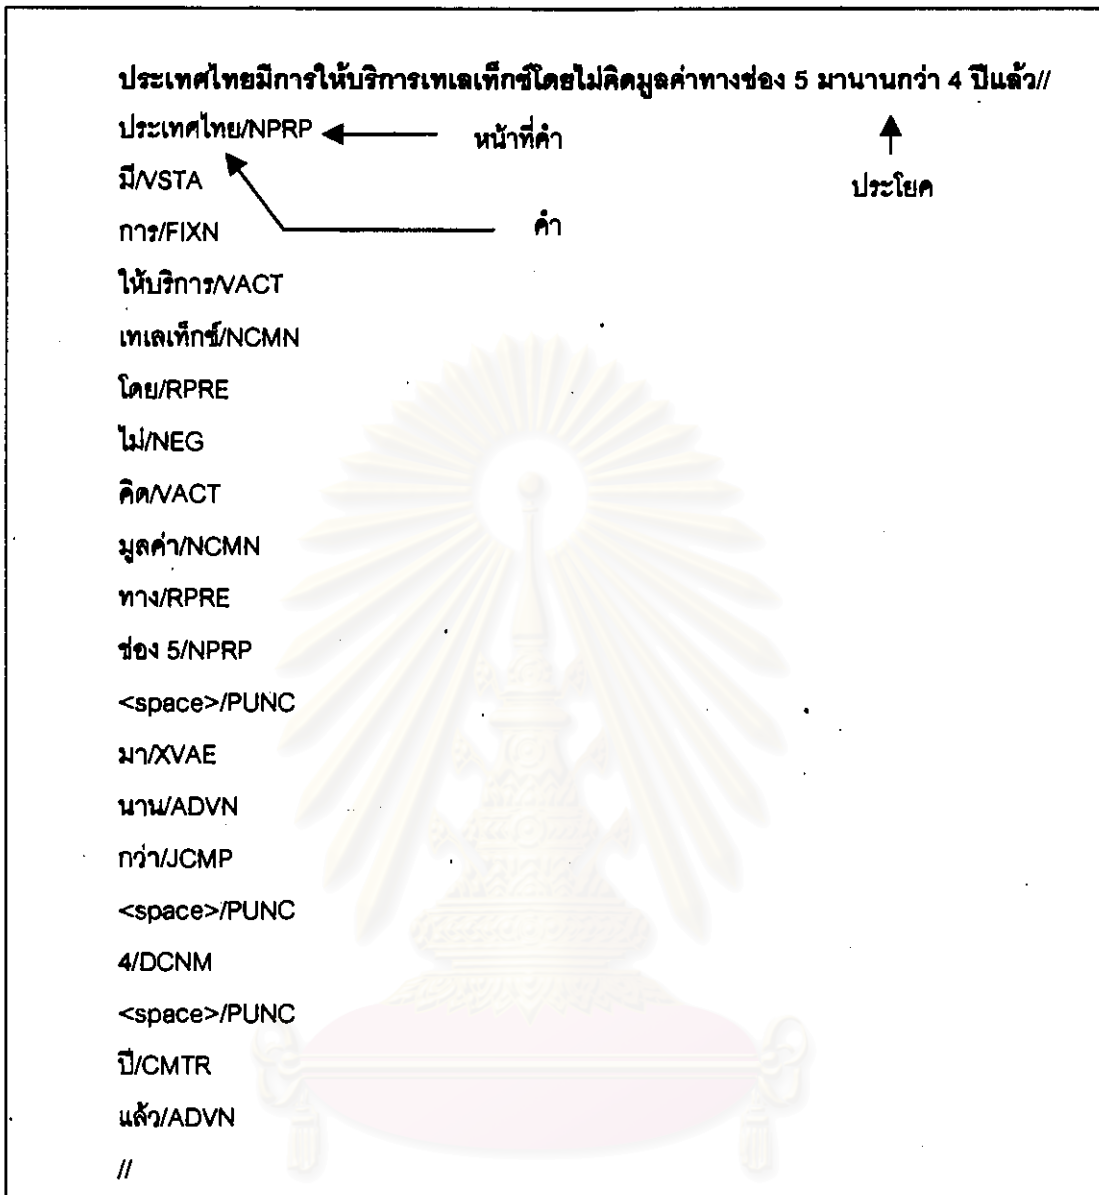 ประเทศไทยมีการให้บริการเทเลเท็กซ์โดยไม่คิดมูลค่าทางช่อง 5 มานานกว่า 4 ปีแล้ว//
ประเทศไทย/NPRP หน้าที่คำ
มี/VSTA ประโยค
การ/FIXN คำ
ให้บริการ/VACT
เทเลเท็กซ์/NCMN
โดย/RPRE
ไม่/NEG
คิด/VACT
มูลค่า/NCMN
ทาง/RPRE
ช่อง 5/NPRP
<space>/PUNC
มา/XVAE
นาน/ADVN
กว่า/JCMP
<space>/PUNC
4/DCNM
<space>/PUNC
ปี/CMTR
แล้ว/ADVN
//